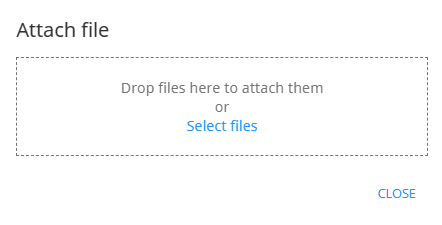 Attach file
Drop files here to attach them
or
Select files
CLOSE